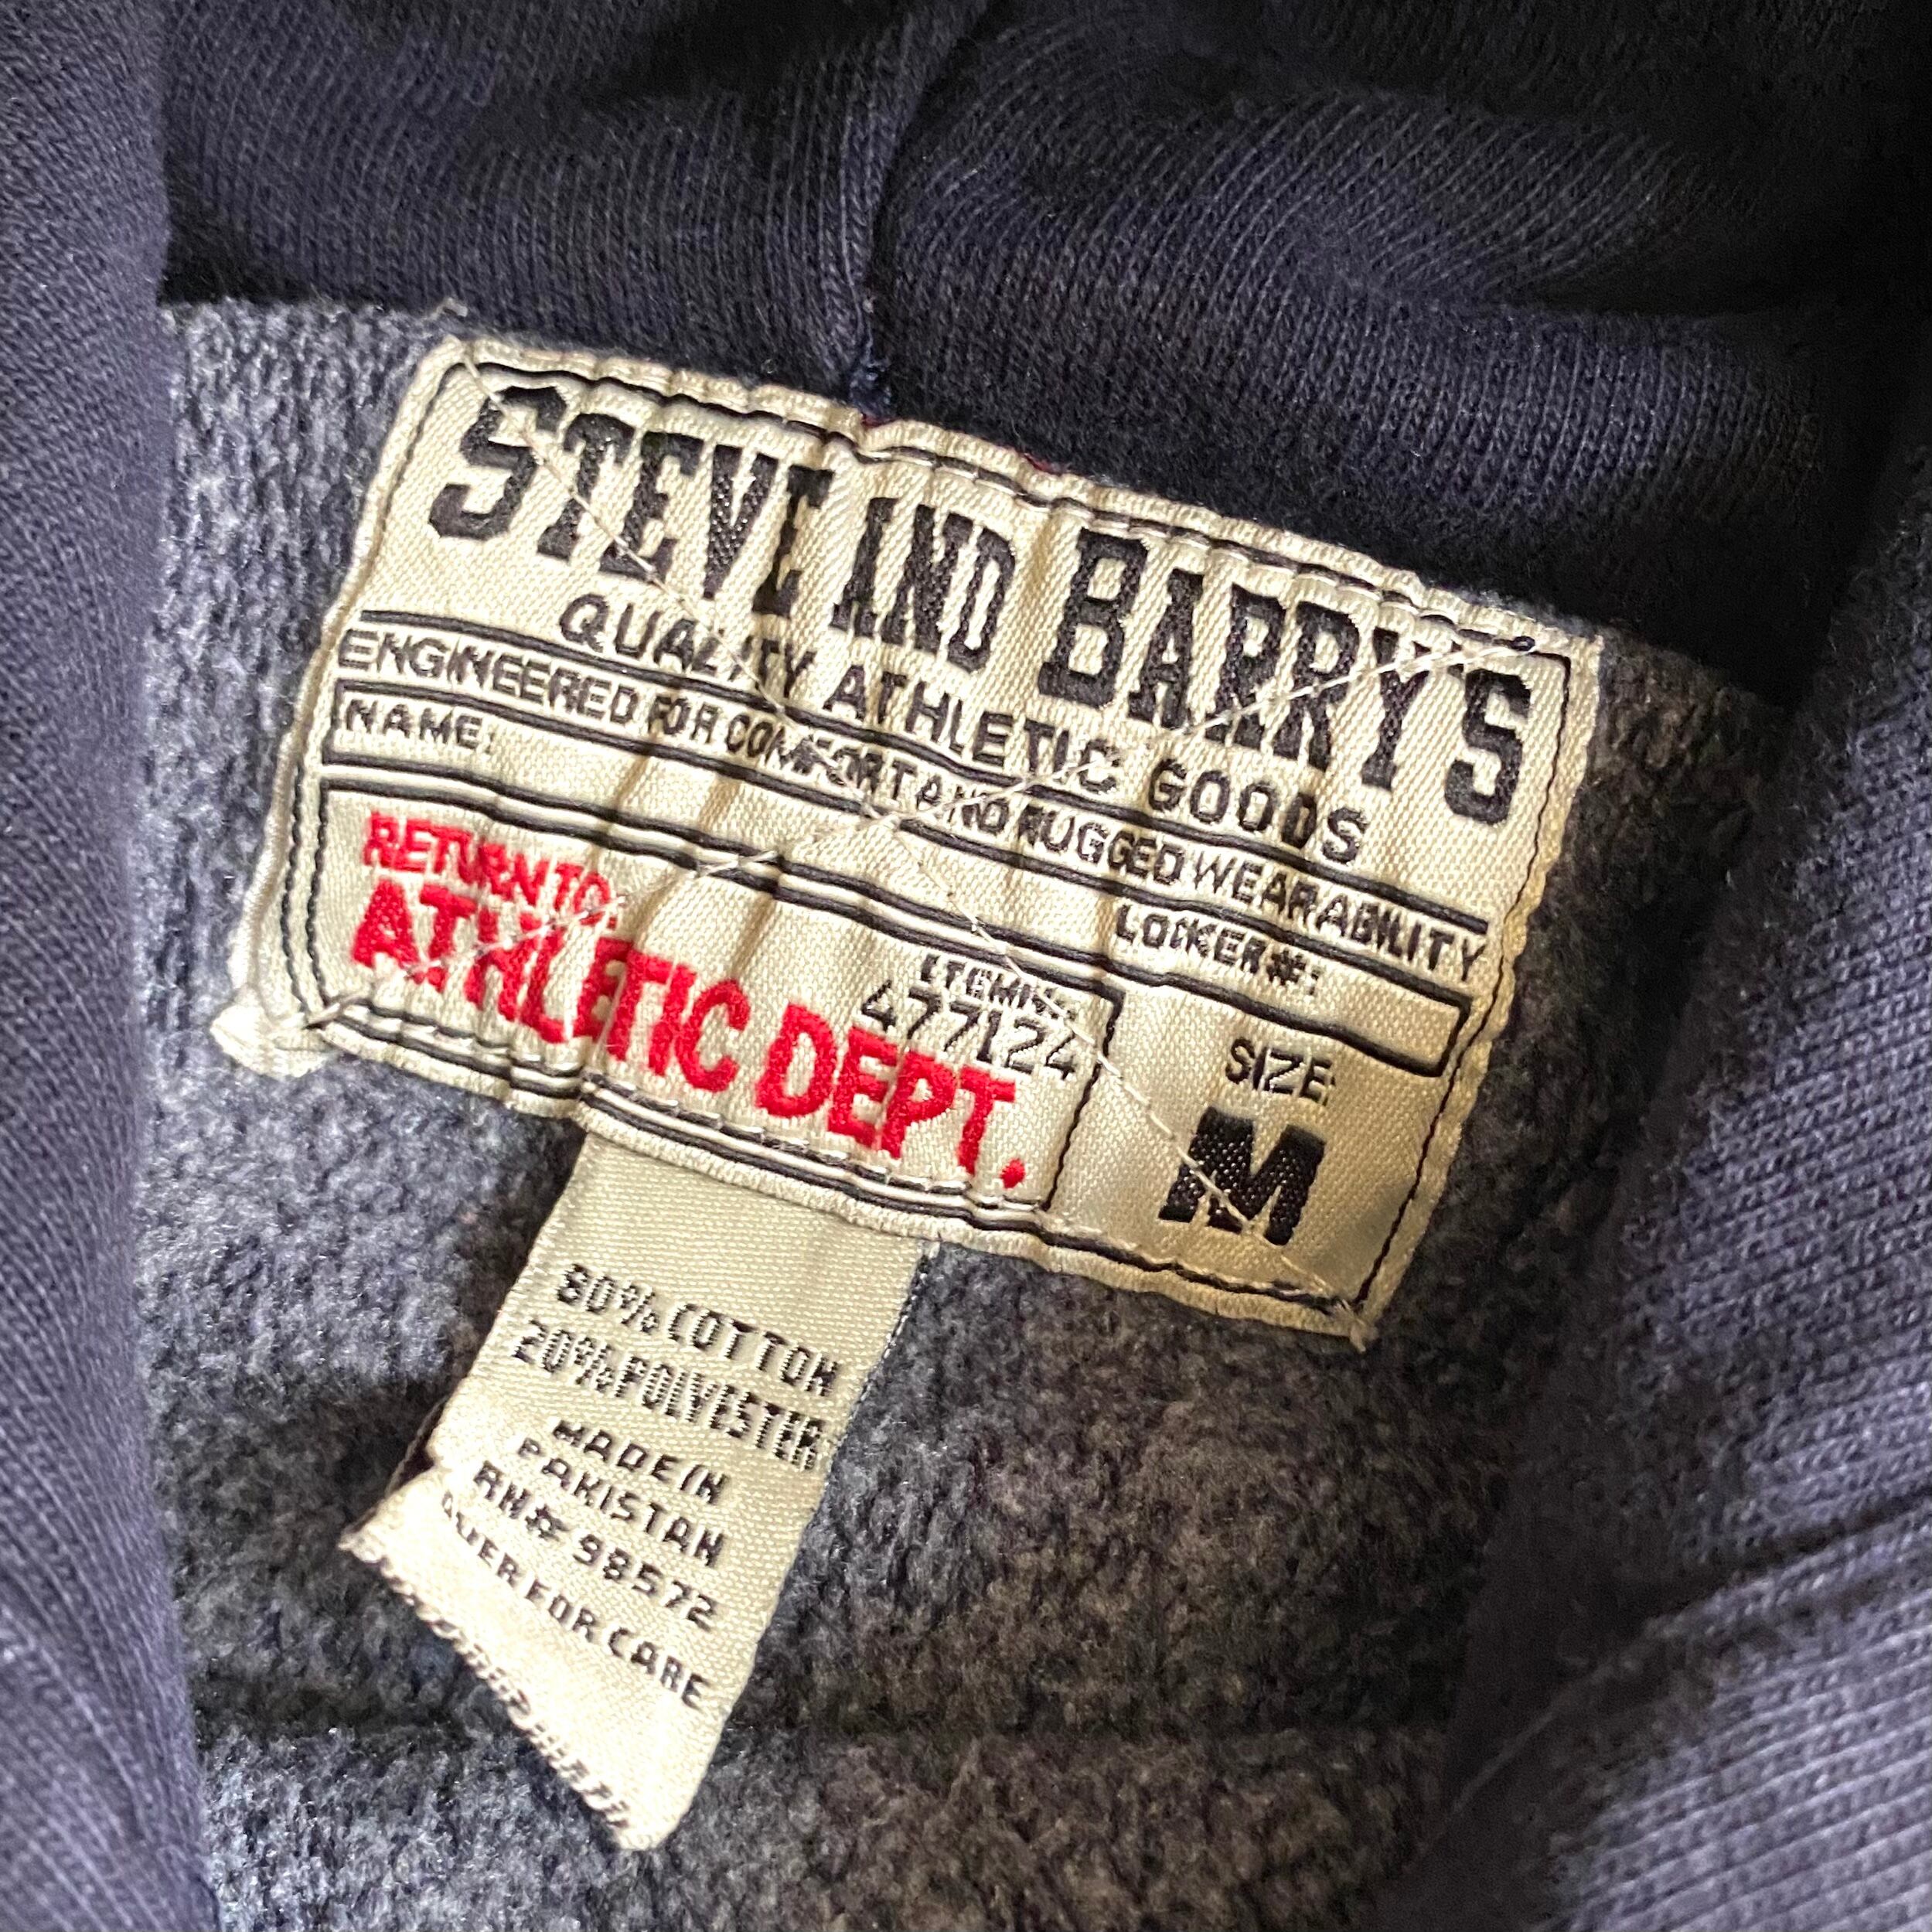 STEVE AND BARRY'S
QUALITY ATHLETIC GOODS
ENGINEERED FOR COMFORT AND RUGGED WEARABILITY
NAME: LOCKER#:
RETURN TO:
ATHLETIC DEPT.
477124
SIZE:
M
80% COTTON
20% POLYESTER
MADE IN
PAKISTAN
RN# 98572
OVER FOR CARE